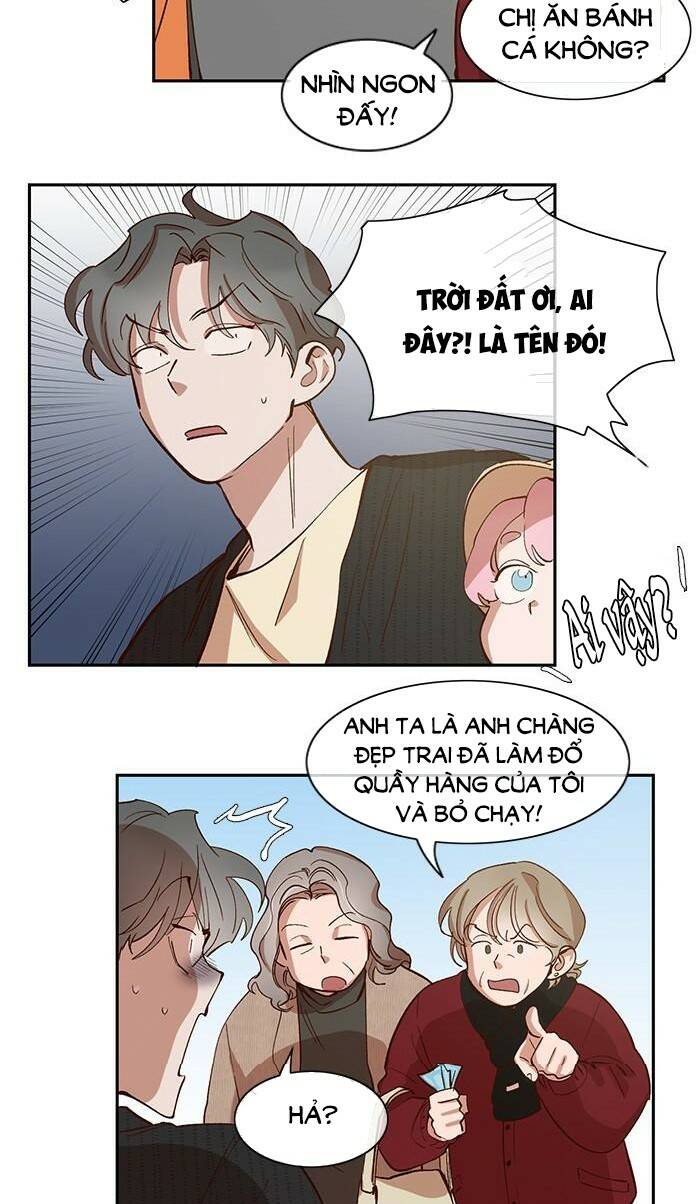 CHỊ ĂN BÁNH
CÁ KHÔNG?
NHÌN NGON
ĐẤY!
TRỜI ĐẤT ƠI, AI
ĐÂY?! LÀ TÊN ĐÓ!
Ai vậy?
ANH TA LÀ ANH CHÀNG
ĐẸP TRAI ĐÃ LÀM ĐỔ
QUẦY HÀNG CỦA TÔI
VÀ BỎ CHẠY!
HẢ?